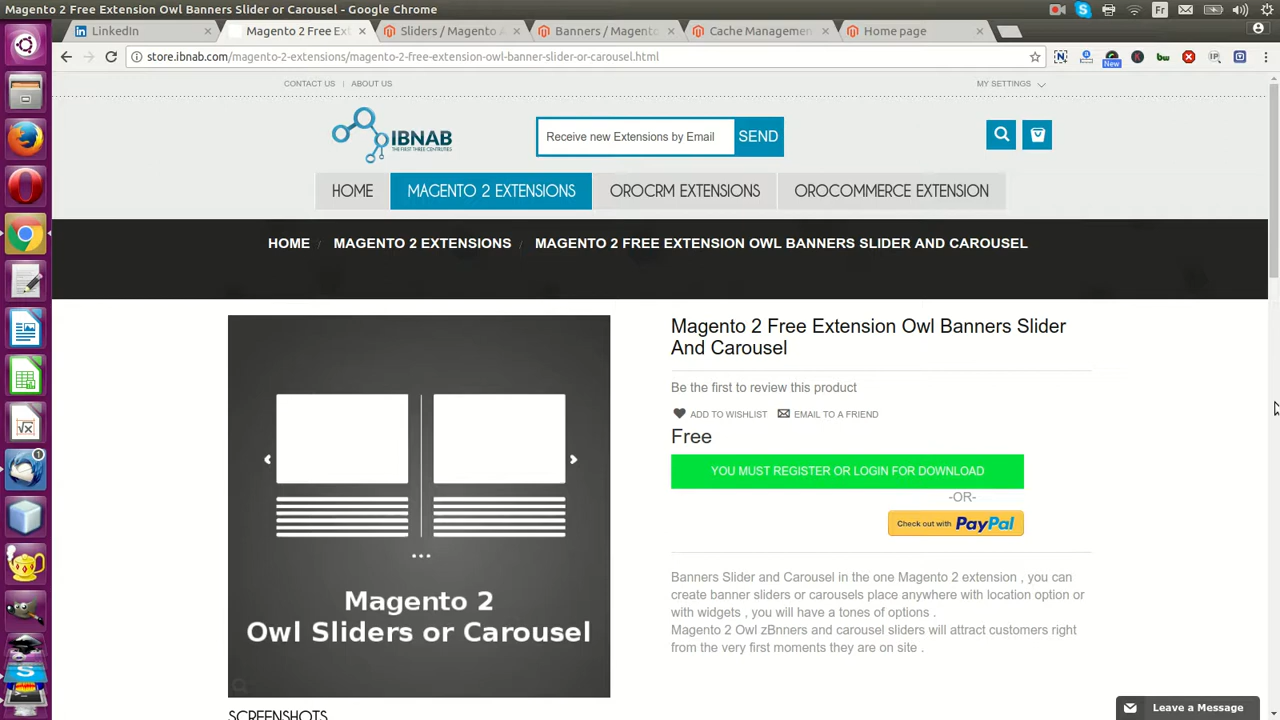 Magento 2 Free Extension Owl Banners Slider or Carousel - Google Chrome
Fr
LinkedIn
Magento 2 Free Ext
Sliders / Magento A
Banners / Magento
Cache Management
Home page
store.ibnab.com/magento-2-extensions/magento-2-free-extension-owl-banner-slider-or-carousel.html
New
CONTACT US | ABOUT US
MY SETTINGS
IBNAB
THE FIRST THREE CENTRUTIES
Receive new Extensions by Email
SEND
HOME
MAGENTO 2 EXTENSIONS
OROCRM EXTENSIONS
OROCOMMERCE EXTENSION
HOME / MAGENTO 2 EXTENSIONS / MAGENTO 2 FREE EXTENSION OWL BANNERS SLIDER AND CAROUSEL
Magento 2
Owl Sliders or Carousel
SCREENSHOTS
Magento 2 Free Extension Owl Banners Slider
And Carousel
Be the first to review this product
ADD TO WISHLIST
EMAIL TO A FRIEND
Free
YOU MUST REGISTER OR LOGIN FOR DOWNLOAD
-OR-
Check out with PayPal
Banners Slider and Carousel in the one Magento 2 extension , you can
create banner sliders or carousels place anywhere with location option or
with widgets , you will have a tones of options .
Magento 2 Owl zBnners and carousel sliders will attract customers right
from the very first moments they are on site .
Leave a Message